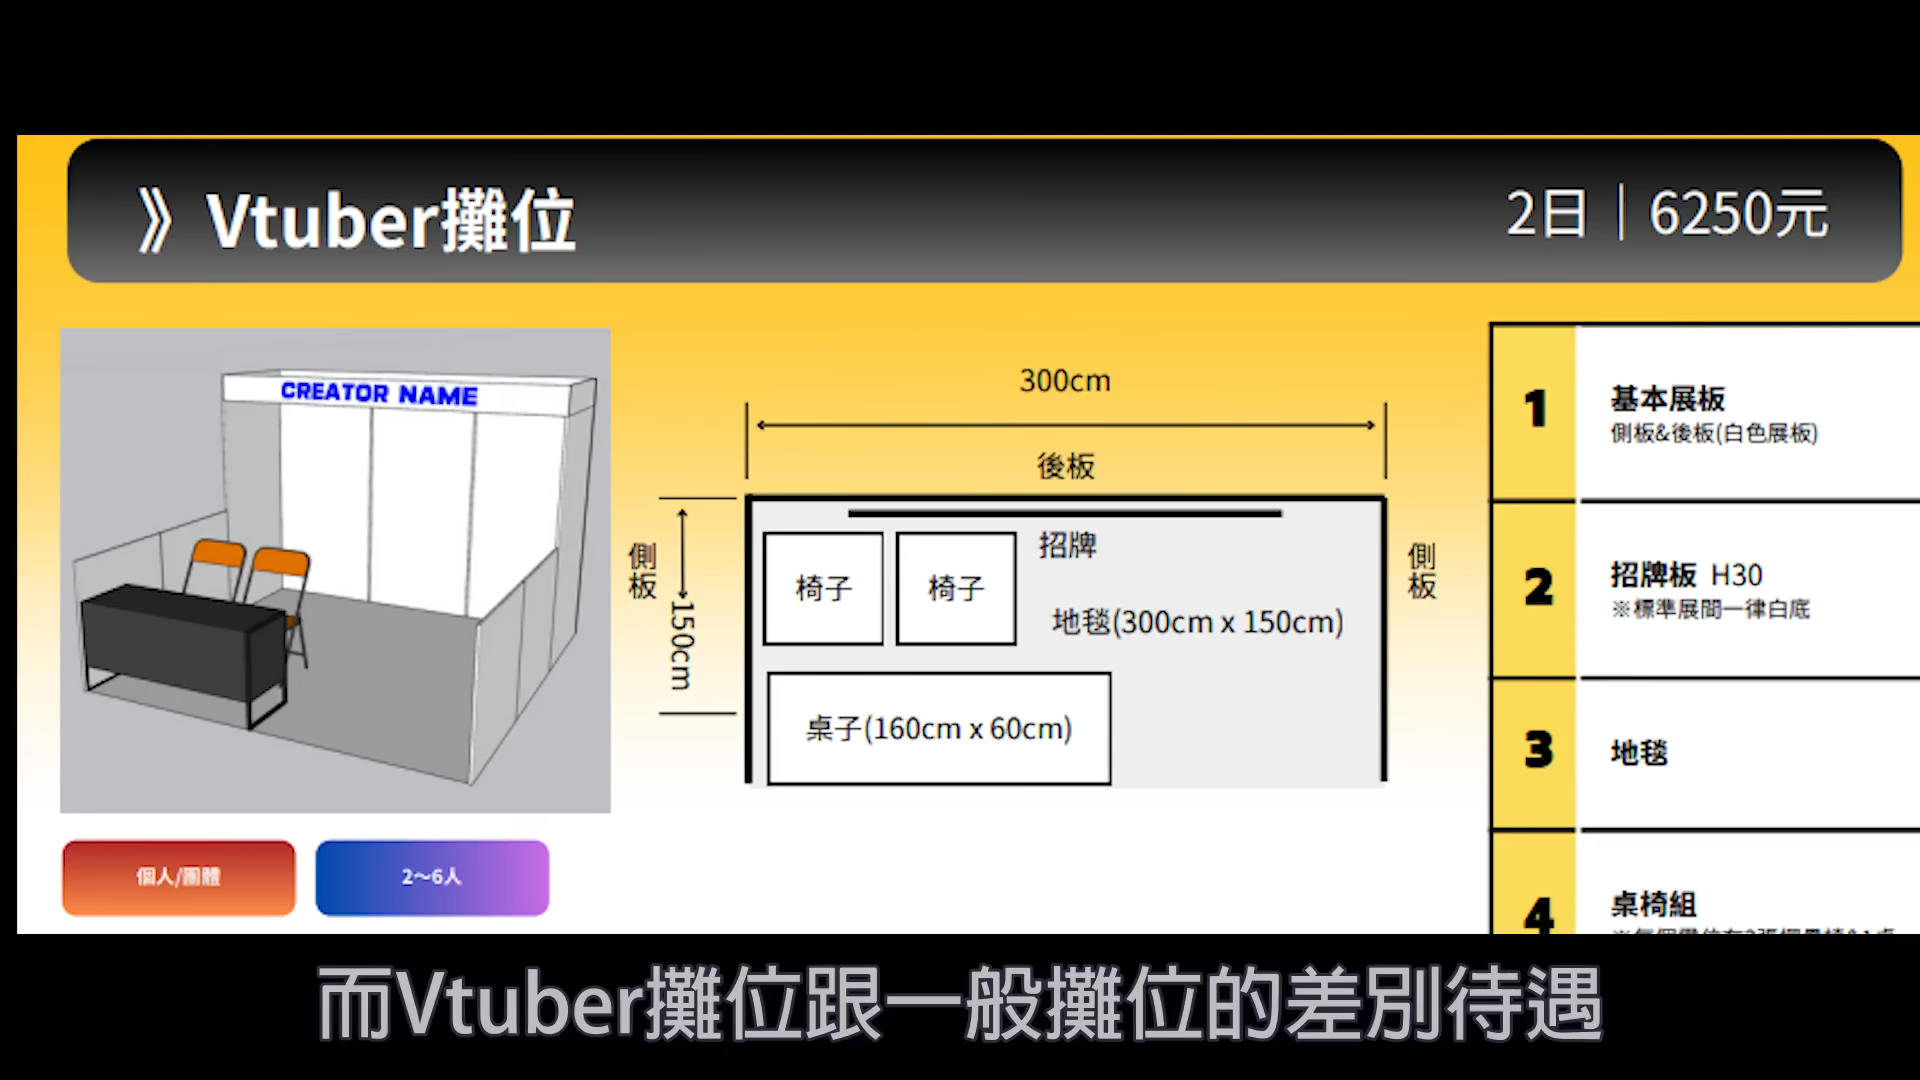 》Vtuber攤位
2日｜6250元
CREATOR NAME
300cm
後板
側板
150cm
招牌
椅子
椅子
地毯(300cm x 150cm)
桌子(160cm x 60cm)
側板
1
基本展板
側板&後板(白色展板)
2
招牌板 H30
※標準展間一律白底
3
地毯
4
桌椅組
個人/團體
2～6人
而Vtuber攤位跟一般攤位的差別待遇